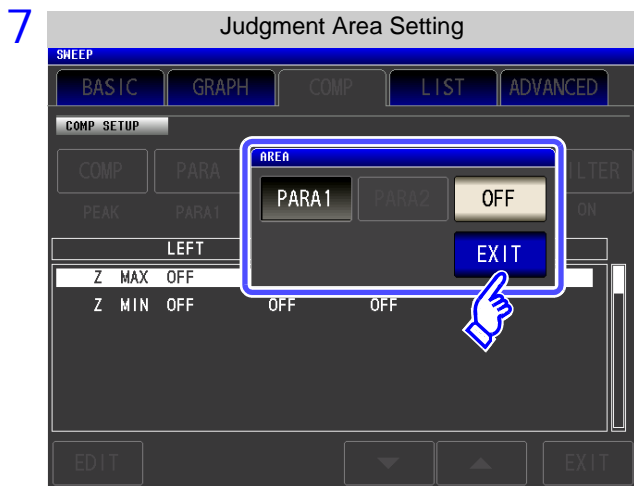 7 Judgment Area Setting
SWEEP
BASIC GRAPH COMP LIST ADVANCED
COMP SETUP
COMP PARA ILTER
PEAK PARA1 ON
AREA
PARA1 PARA2 OFF
EXIT
LEFT
Z MAX OFF
Z MIN OFF OFF OFF
EDIT EXIT